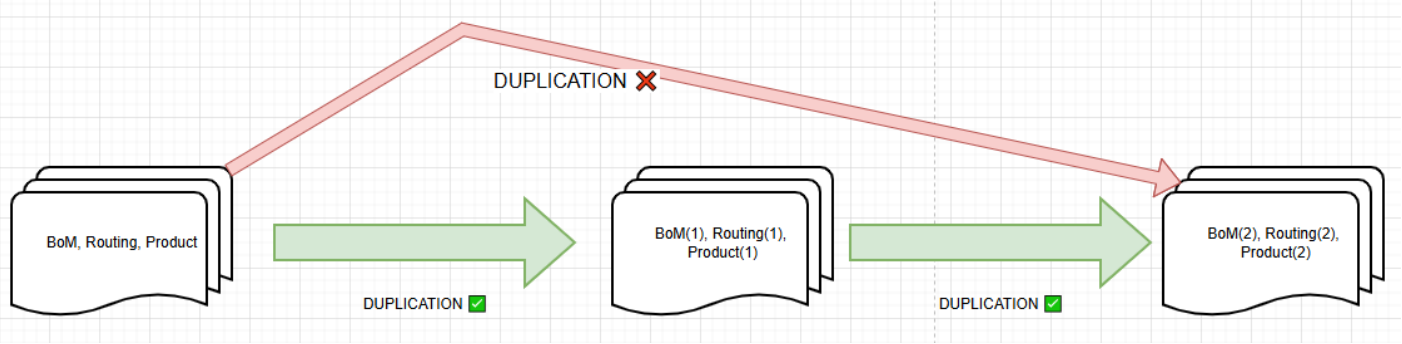 DUPLICATION ❌
BoM, Routing, Product
BoM(1), Routing(1),
Product(1)
BoM(2), Routing(2),
Product(2)
DUPLICATION ✅
DUPLICATION ✅